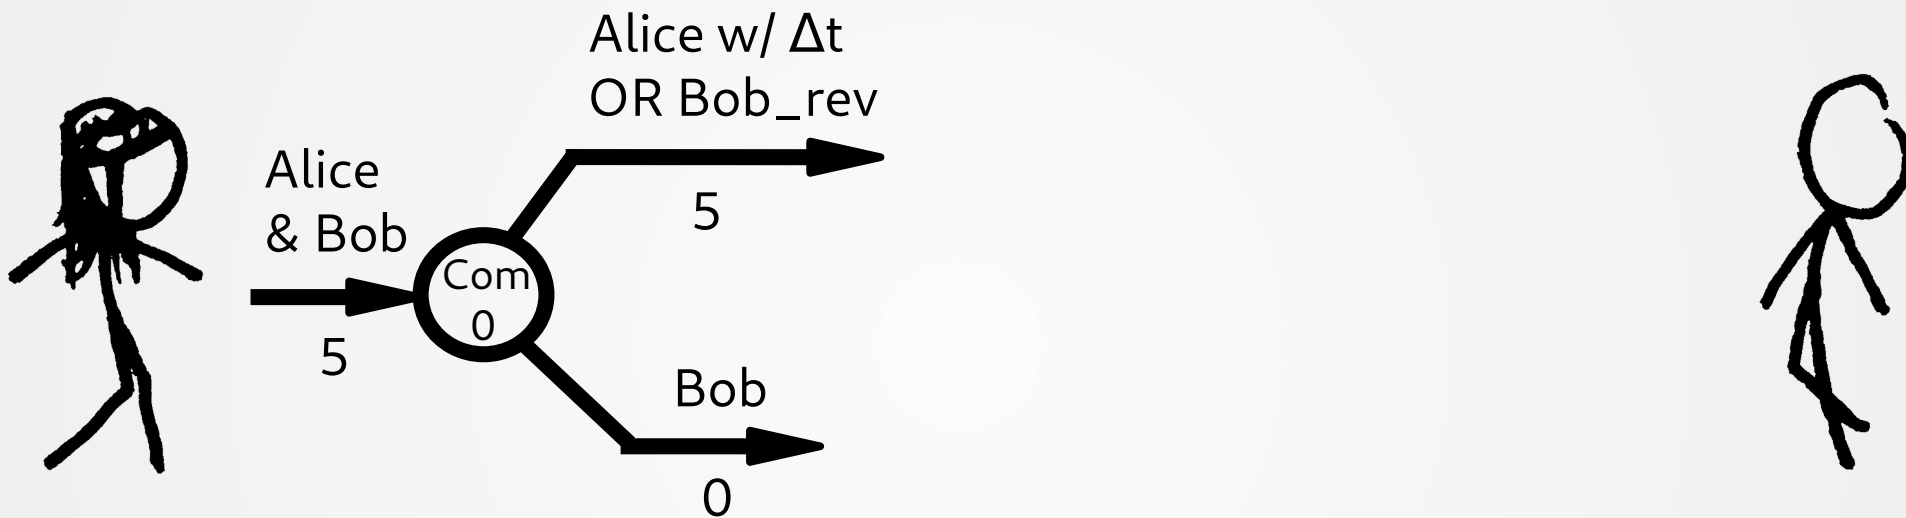 Alice w/ Δt
OR Bob_rev
5
Alice
& Bob
5
Com
0
Bob
0